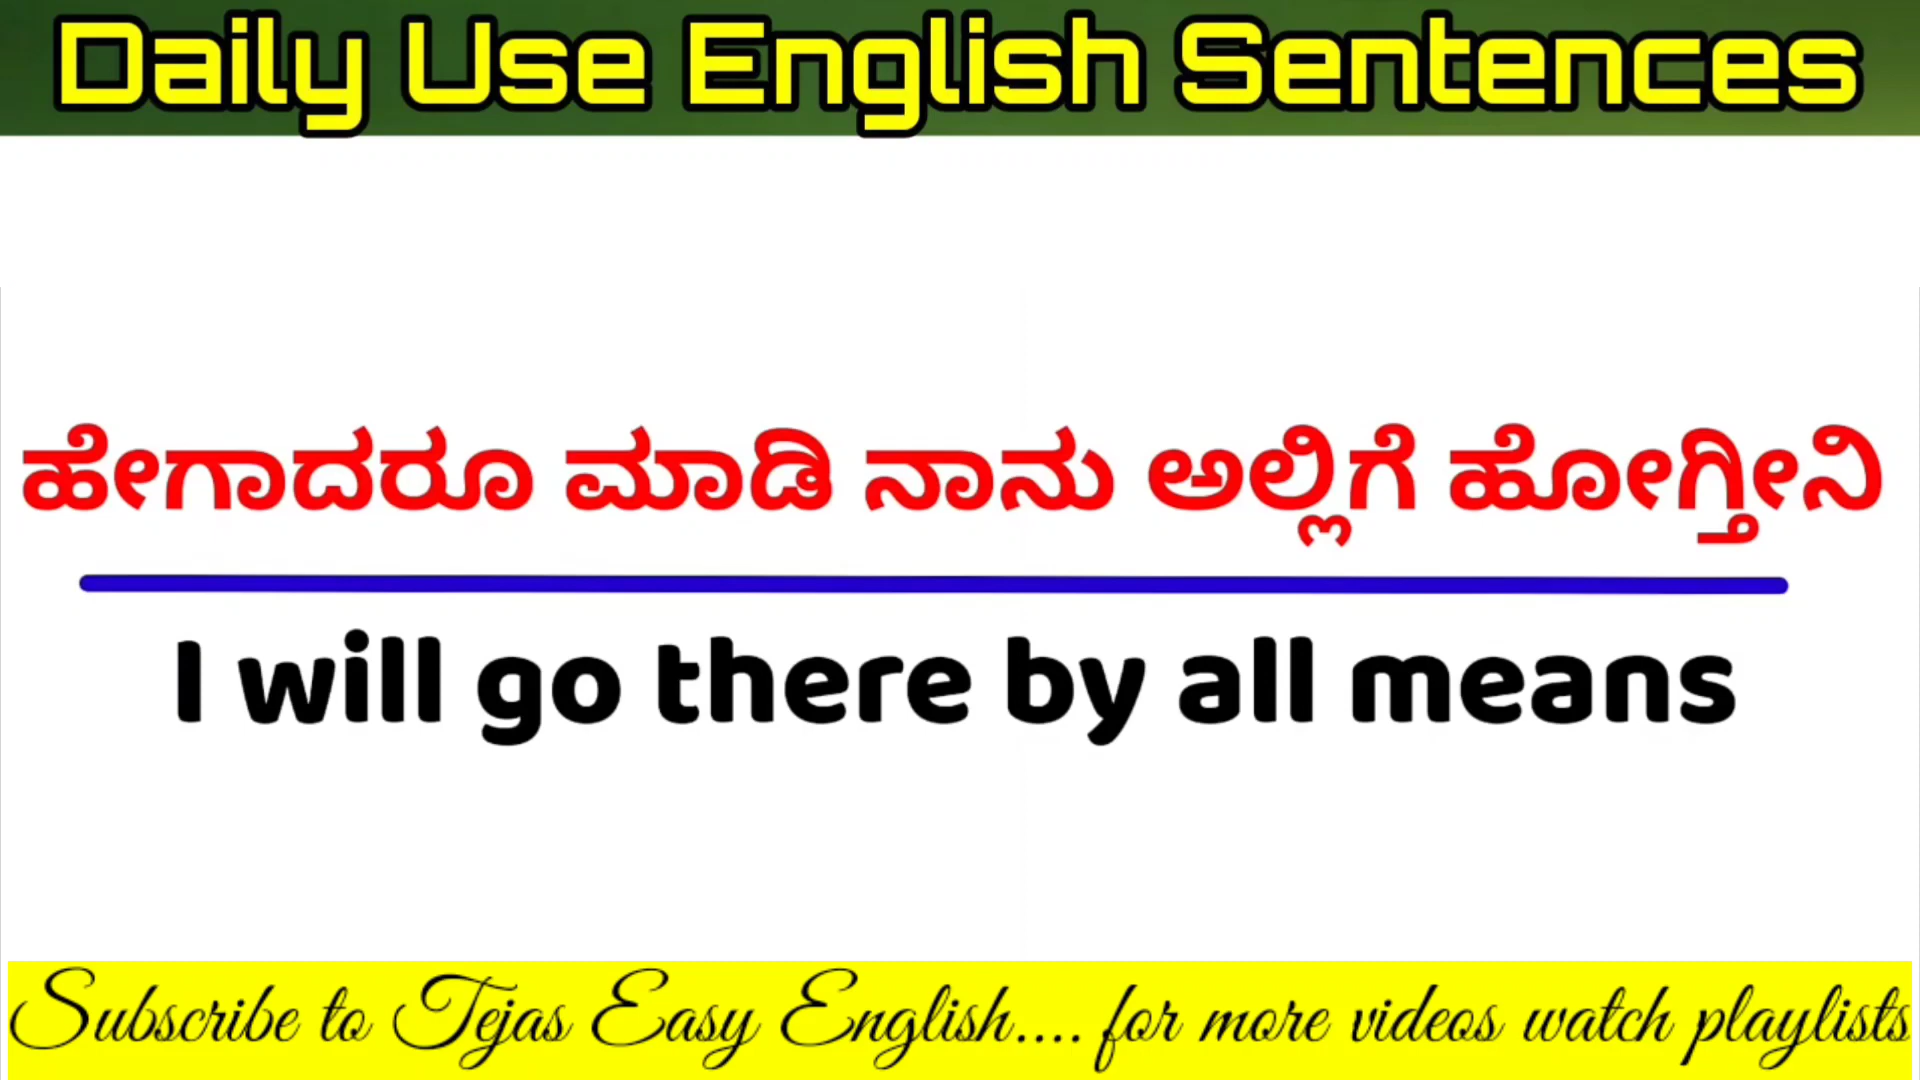 Daily Use English Sentences
ಹೇಗಾದರೂ ಮಾಡಿ ನಾನು ಅಲ್ಲಿಗೆ ಹೋಗ್ತೀನಿ
I will go there by all means
Subscribe to Tejas Easy English.... for more videos watch playlists